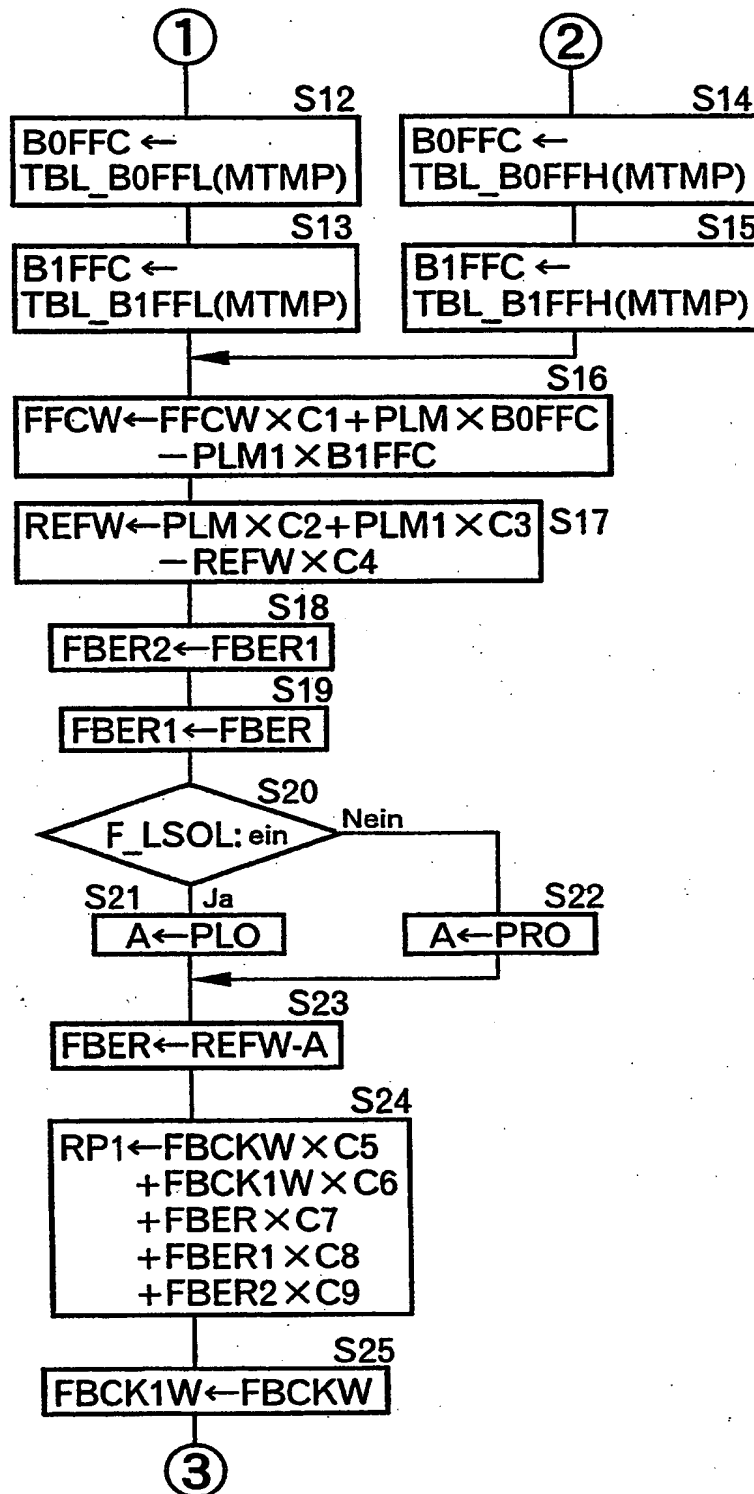 1
2
S12
B0FFC ←
TBL_B0FFL(MTMP)
S14
B0FFC ←
TBL_B0FFH(MTMP)
S13
B1FFC ←
TBL_B1FFL(MTMP)
S15
B1FFC ←
TBL_B1FFH(MTMP)
S16
FFCW←FFCW×C1+PLM×B0FFC
−PLM1×B1FFC
S17
REFW←PLM×C2+PLM1×C3
−REFW×C4
S18
FBER2←FBER1
S19
FBER1←FBER
S20
F_LSOL: ein
Nein
Ja
S21
A←PLO
S22
A←PRO
S23
FBER←REFW-A
S24
RP1←FBCKW×C5
+FBCK1W×C6
+FBER×C7
+FBER1×C8
+FBER2×C9
S25
FBCK1W←FBCKW
3